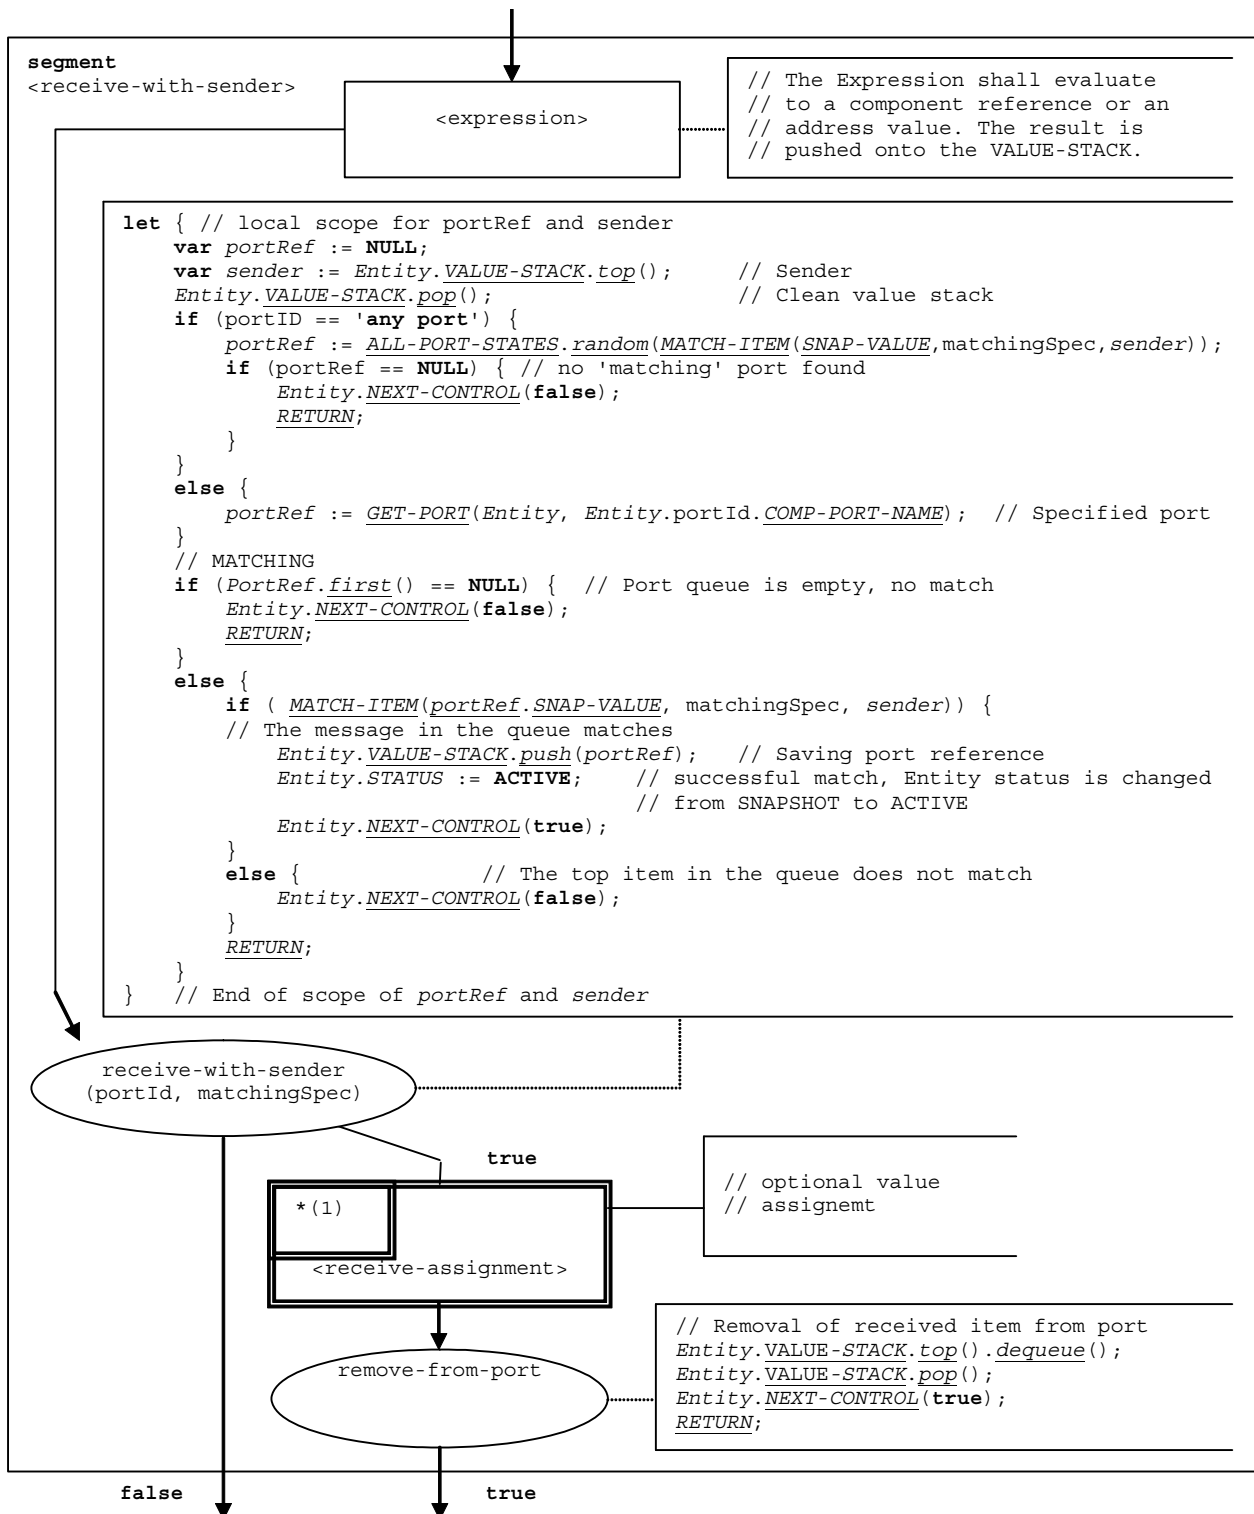 segment
<receive-with-sender>
<expression>
// The Expression shall evaluate
// to a component reference or an
// address value. The result is
// pushed onto the VALUE-STACK.
let { // local scope for portRef and sender
var portRef := NULL;
var sender := Entity.VALUE-STACK.top(); // Sender
Entity.VALUE-STACK.pop(); // Clean value stack
if (portID == 'any port') {
portRef := ALL-PORT-STATES.random(MATCH-ITEM(SNAP-VALUE,matchingSpec,sender));
if (portRef == NULL) { // no 'matching' port found
Entity.NEXT-CONTROL(false);
RETURN;
}
}
else {
portRef := GET-PORT(Entity, Entity.portId.COMP-PORT-NAME); // Specified port
}
// MATCHING
if (PortRef.first() == NULL) { // Port queue is empty, no match
Entity.NEXT-CONTROL(false);
RETURN;
}
else {
if ( MATCH-ITEM(portRef.SNAP-VALUE, matchingSpec, sender)) {
// The message in the queue matches
Entity.VALUE-STACK.push(portRef); // Saving port reference
Entity.STATUS := ACTIVE; // successful match, Entity status is changed
// from SNAPSHOT to ACTIVE
Entity.NEXT-CONTROL(true);
}
else { // The top item in the queue does not match
Entity.NEXT-CONTROL(false);
}
RETURN;
}
} // End of scope of portRef and sender
receive-with-sender
(portId, matchingSpec)
true
*(1)
<receive-assignment>
// optional value
// assignemt
remove-from-port
// Removal of received item from port
Entity.VALUE-STACK.top().dequeue();
Entity.VALUE-STACK.pop();
Entity.NEXT-CONTROL(true);
RETURN;
false
true